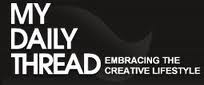 MY
DAILY
THREAD
EMBRACING THE
CREATIVE LIFESTYLE